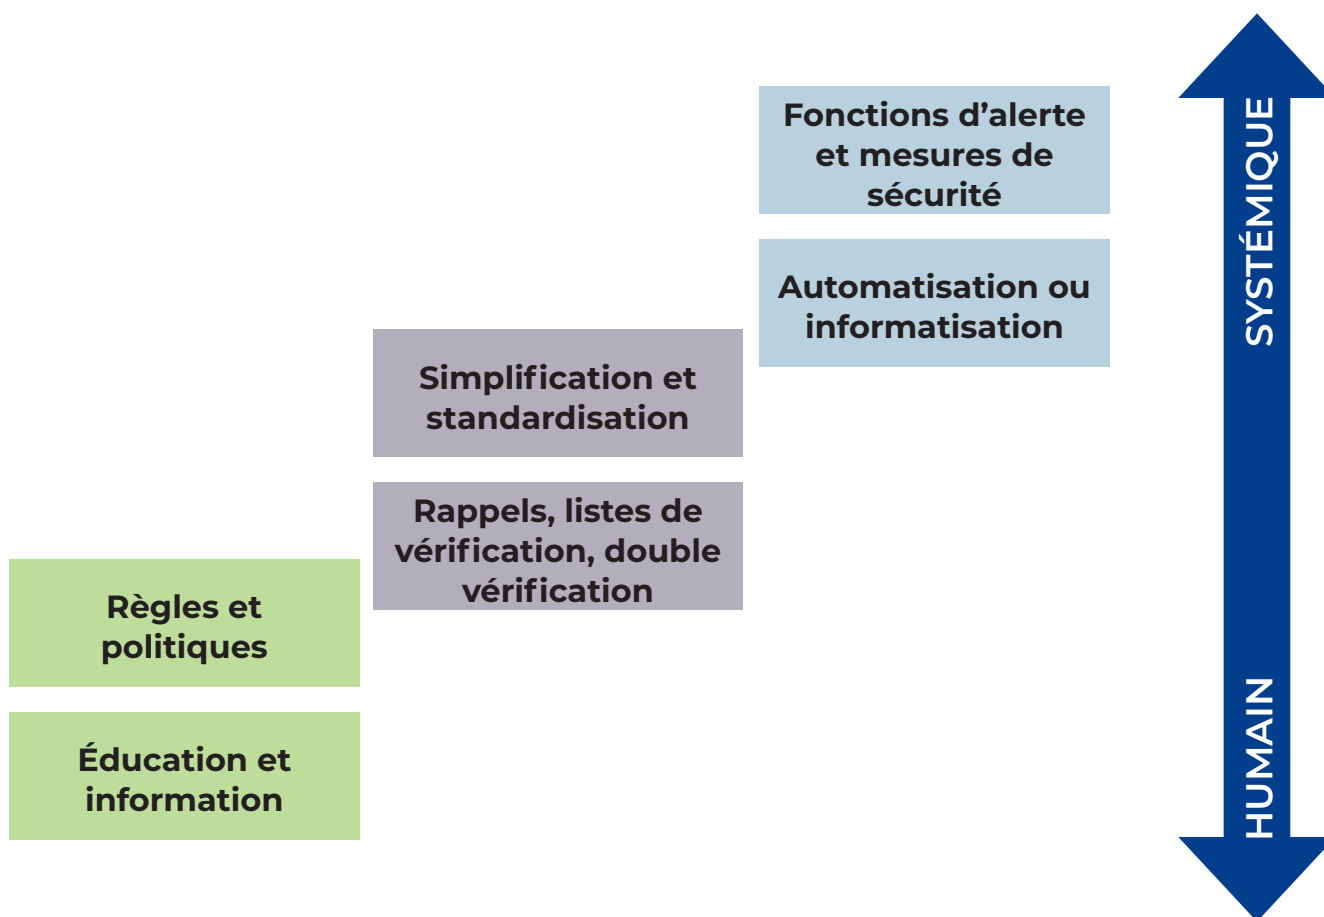 Fonctions d’alerte
et mesures de
sécurité
Automatisation ou
informatisation
Simplification et
standardisation
Rappels, listes de
vérification, double
vérification
Règles et
politiques
Éducation et
information
SYSTÉMIQUE
HUMAIN